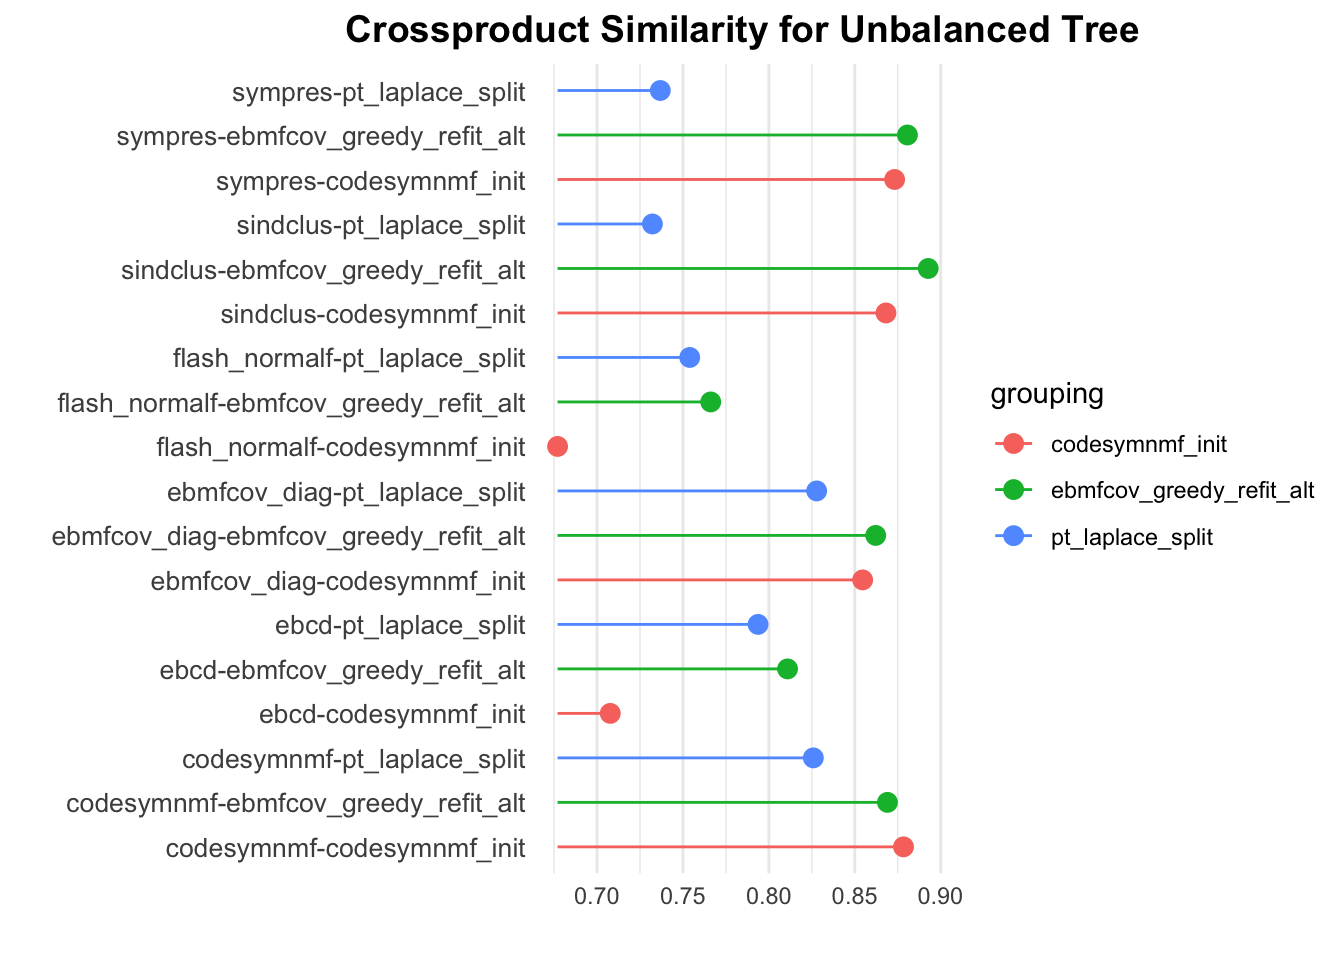 Crossproduct Similarity for Unbalanced Tree
sympres-pt_laplace_split
sympres-ebmfcov_greedy_refit_alt
sympres-codesymnmf_init
sindclus-pt_laplace_split
sindclus-ebmfcov_greedy_refit_alt
sindclus-codesymnmf_init
flash_normalf-pt_laplace_split
flash_normalf-ebmfcov_greedy_refit_alt
flash_normalf-codesymnmf_init
ebmfcov_diag-pt_laplace_split
ebmfcov_diag-ebmfcov_greedy_refit_alt
ebmfcov_diag-codesymnmf_init
ebcd-pt_laplace_split
ebcd-ebmfcov_greedy_refit_alt
ebcd-codesymnmf_init
codesymnmf-pt_laplace_split
codesymnmf-ebmfcov_greedy_refit_alt
codesymnmf-codesymnmf_init
0.70 0.75 0.80 0.85 0.90
grouping
codesymnmf_init
ebmfcov_greedy_refit_alt
pt_laplace_split